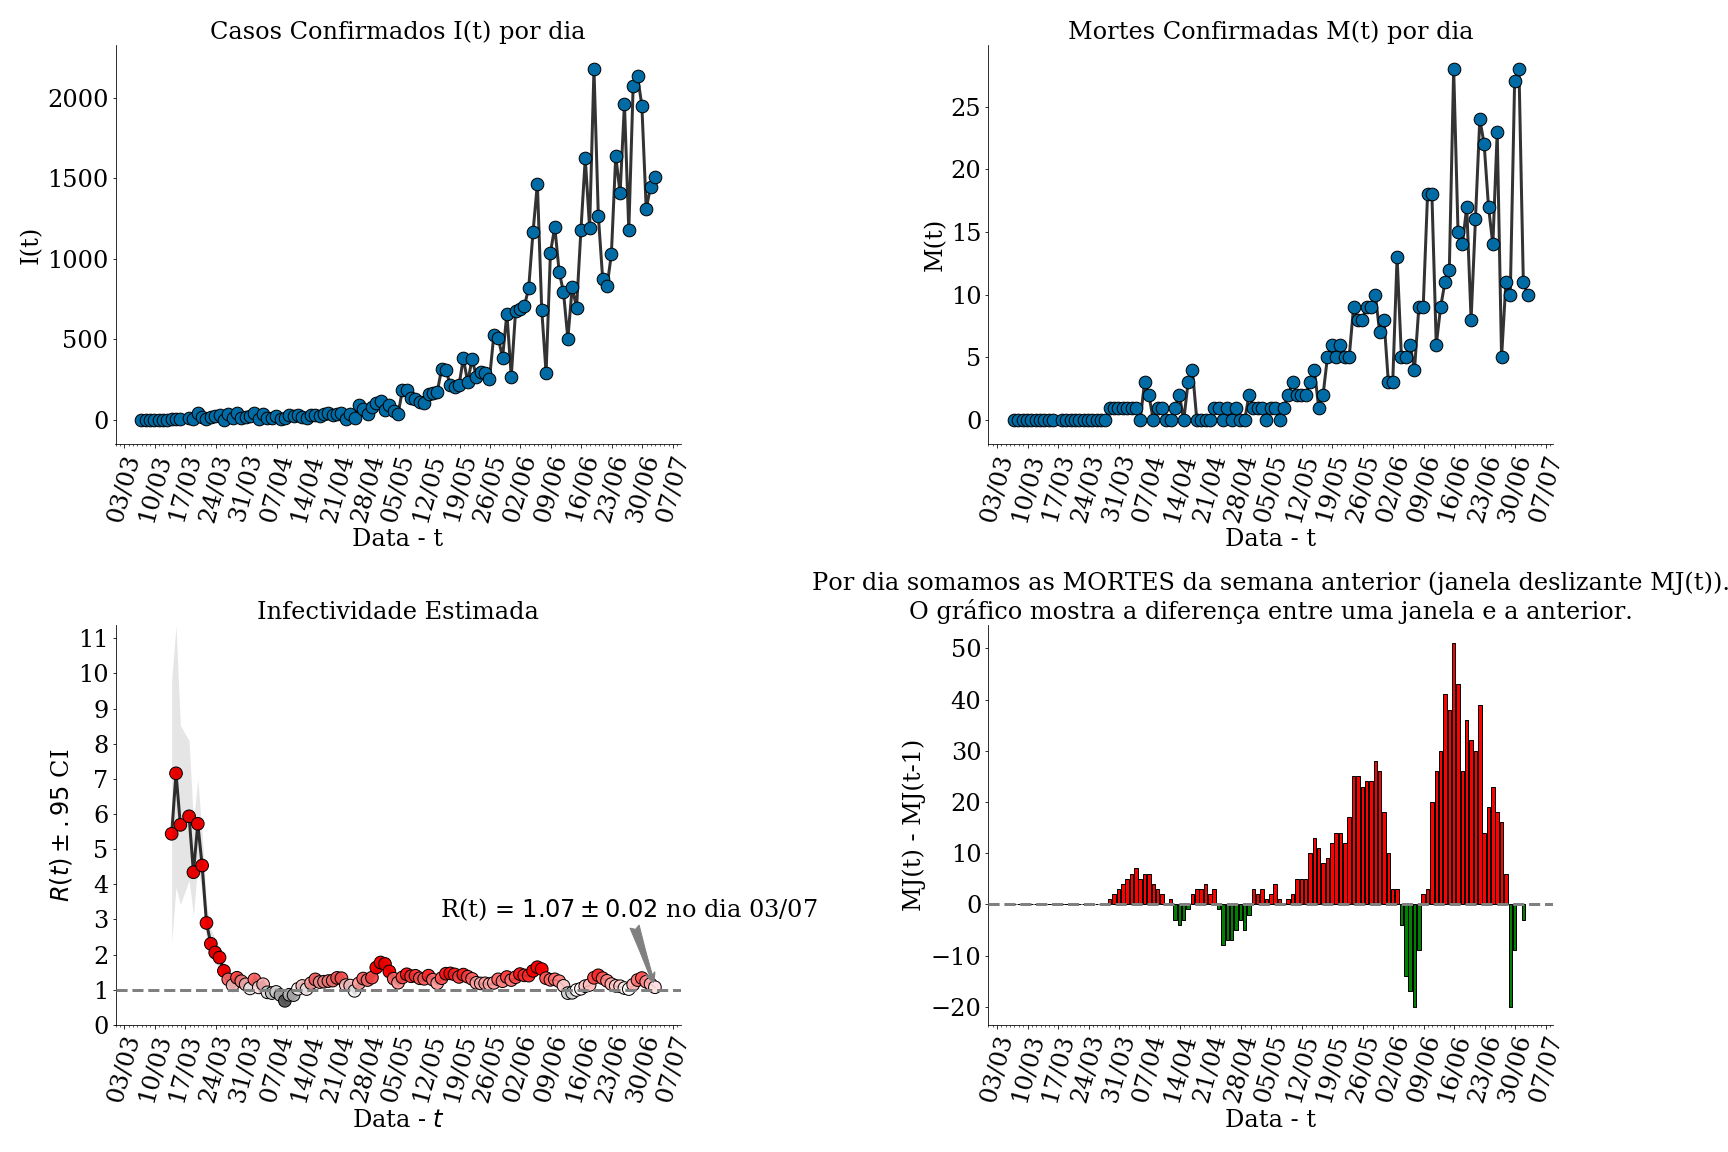 Casos Confirmados I(t) por dia
I(t)
2000
1500
1000
500
0
03/03 10/03 17/03 24/03 31/03 07/04 14/04 21/04 28/04 05/05 12/05 19/05 26/05 02/06 09/06 16/06 23/06 30/06 07/07
Data - t
Mortes Confirmadas M(t) por dia
M(t)
25
20
15
10
5
0
03/03 10/03 17/03 24/03 31/03 07/04 14/04 21/04 28/04 05/05 12/05 19/05 26/05 02/06 09/06 16/06 23/06 30/06 07/07
Data - t
Infectividade Estimada
R(t) ± .95 CI
11
10
9
8
7
6
5
4
3
2
1
0
R(t) = 1.07 ± 0.02 no dia 03/07
03/03 10/03 17/03 24/03 31/03 07/04 14/04 21/04 28/04 05/05 12/05 19/05 26/05 02/06 09/06 16/06 23/06 30/06 07/07
Data - t
Por dia somamos as MORTES da semana anterior (janela deslizante MJ(t)).
O gráfico mostra a diferença entre uma janela e a anterior.
MJ(t) - MJ(t-1)
50
40
30
20
10
0
−10
−20
03/03 10/03 17/03 24/03 31/03 07/04 14/04 21/04 28/04 05/05 12/05 19/05 26/05 02/06 09/06 16/06 23/06 30/06 07/07
Data - t